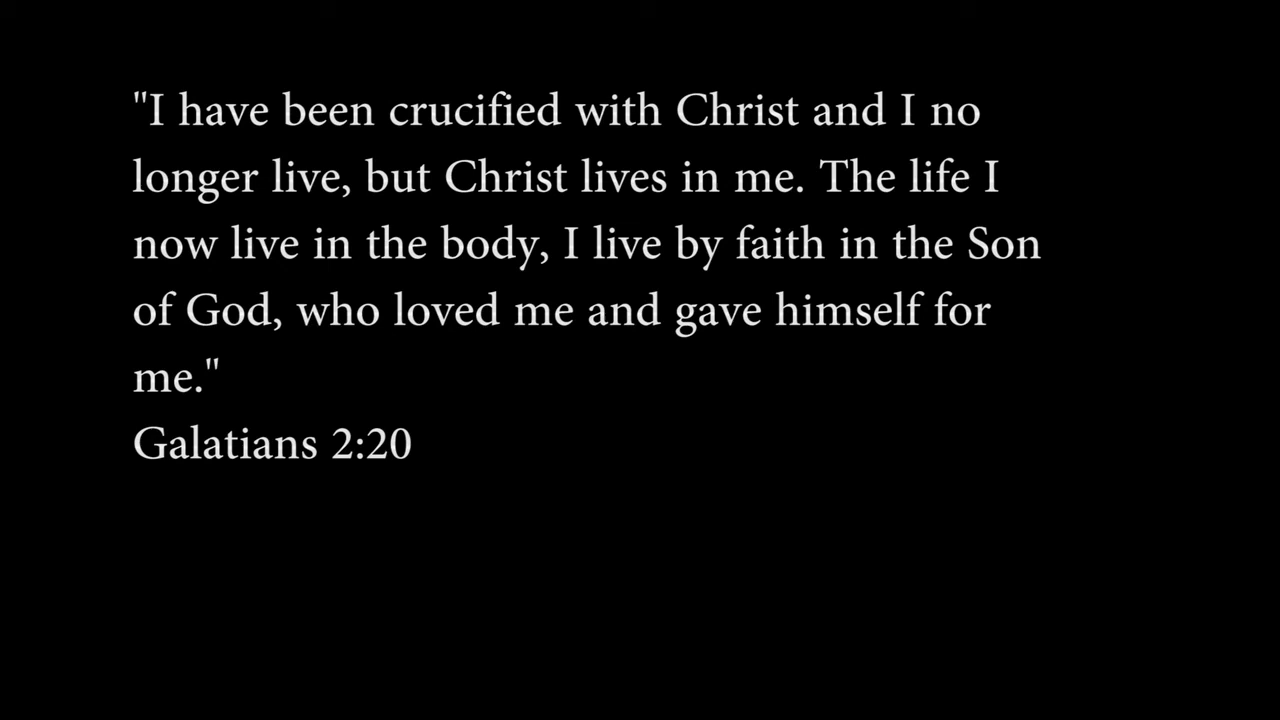 "I have been crucified with Christ and I no
longer live, but Christ lives in me. The life I
now live in the body, I live by faith in the Son
of God, who loved me and gave himself for
me."
Galatians 2:20